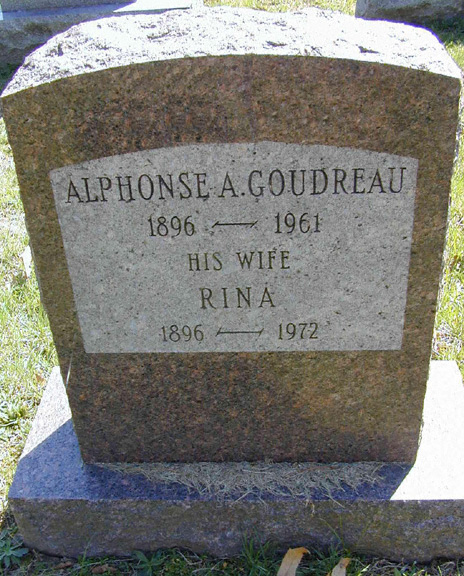 ALPHONSE A. GOUDREAU
1896 — 1961
HIS WIFE
RINA
1896 — 1972